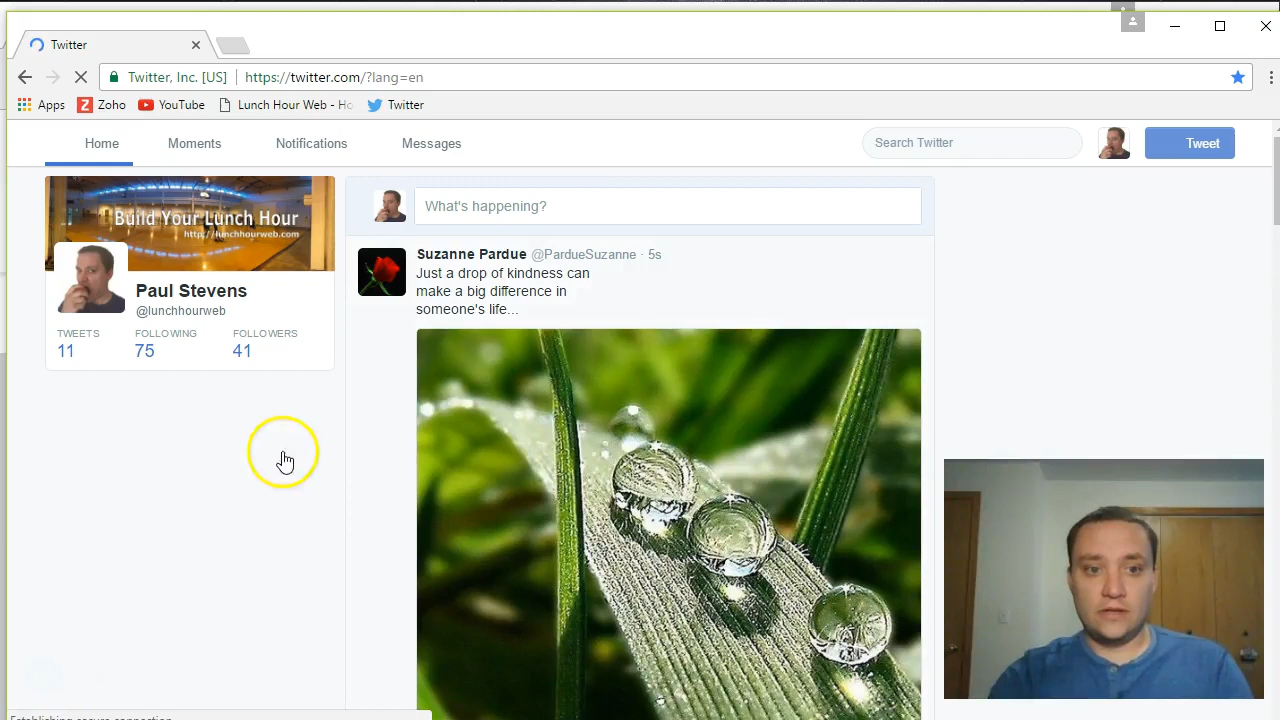 Twitter
Twitter, Inc. [US] https://twitter.com/?lang=en
Apps Zoho YouTube Lunch Hour Web - Ho Twitter
Home Moments Notifications Messages Search Twitter Tweet
Build Your Lunch Hour
http://lunchhourweb.com
Paul Stevens
@lunchhourweb
TWEETS FOLLOWING FOLLOWERS
11 75 41
What's happening?
Suzanne Pardue @PardueSuzanne · 5s
Just a drop of kindness can
make a big difference in
someone's life...
Establishing secure connection